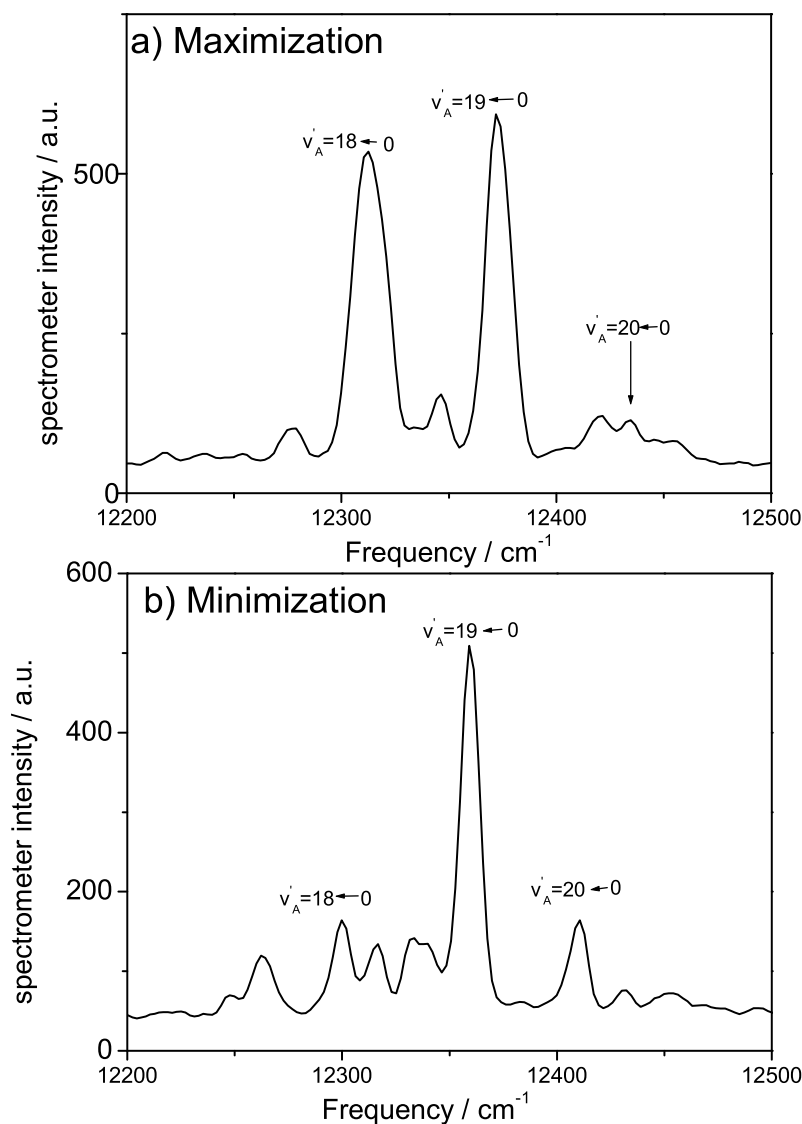 a) Maximization
v'A=18←0
v'A=19←0
v'A=20←0
500
0
spectrometer intensity / a.u.
12200
12300
12400
12500
Frequency / cm-1
b) Minimization
v'A=19←0
v'A=18←0
v'A=20←0
600
400
200
0
spectrometer intensity / a.u.
12200
12300
12400
12500
Frequency / cm-1